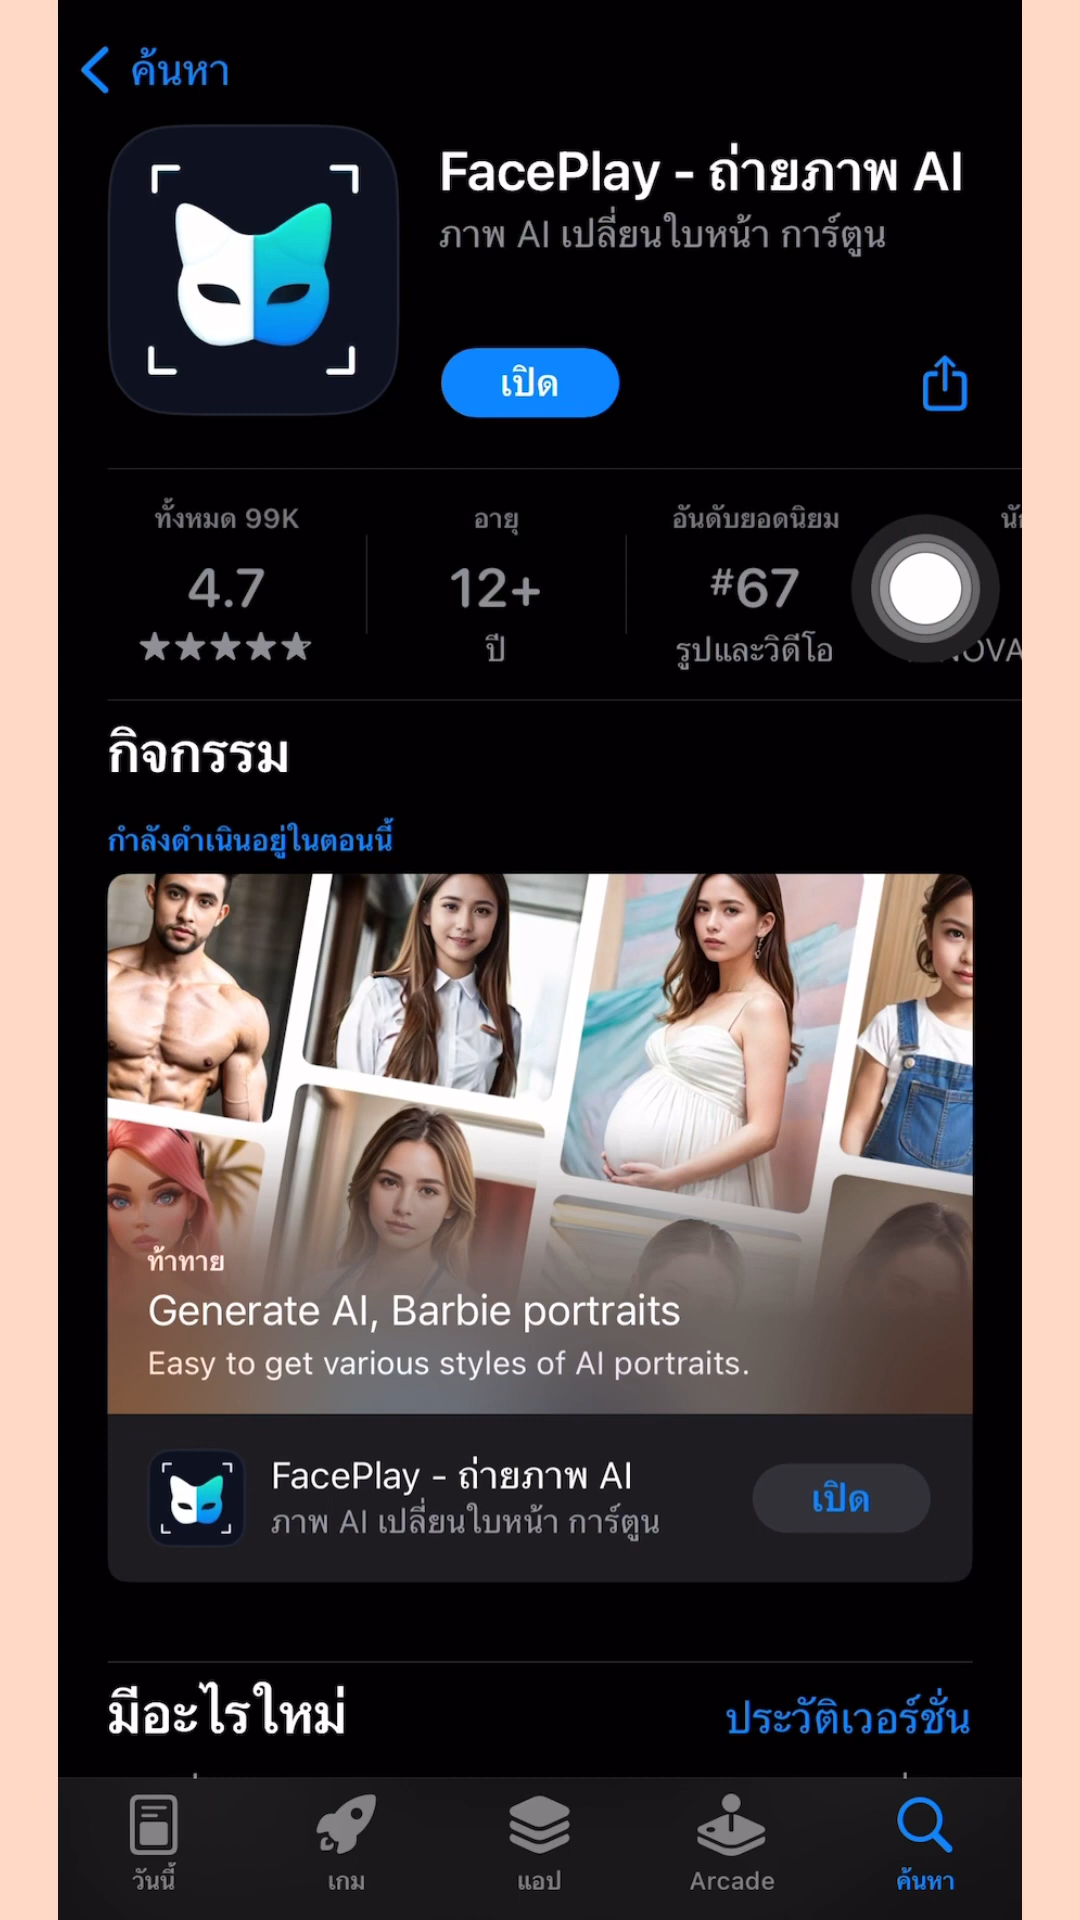 ค้นหา
FacePlay - ถ่ายภาพ AI
ภาพ AI เปลี่ยนใบหน้า การ์ตูน
เปิด
ทั้งหมด 99K
อายุ
อันดับยอดนิยม
4.7
12+
#67
ปี
รูปและวิดีโอ
กิจกรรม
กำลังดำเนินอยู่ในตอนนี้
ท้าทาย
Generate AI, Barbie portraits
Easy to get various styles of AI portraits.
FacePlay - ถ่ายภาพ AI
ภาพ AI เปลี่ยนใบหน้า การ์ตูน
เปิด
มีอะไรใหม่
ประวัติเวอร์ชั่น
วันนี้
เกม
แอป
Arcade
ค้นหา